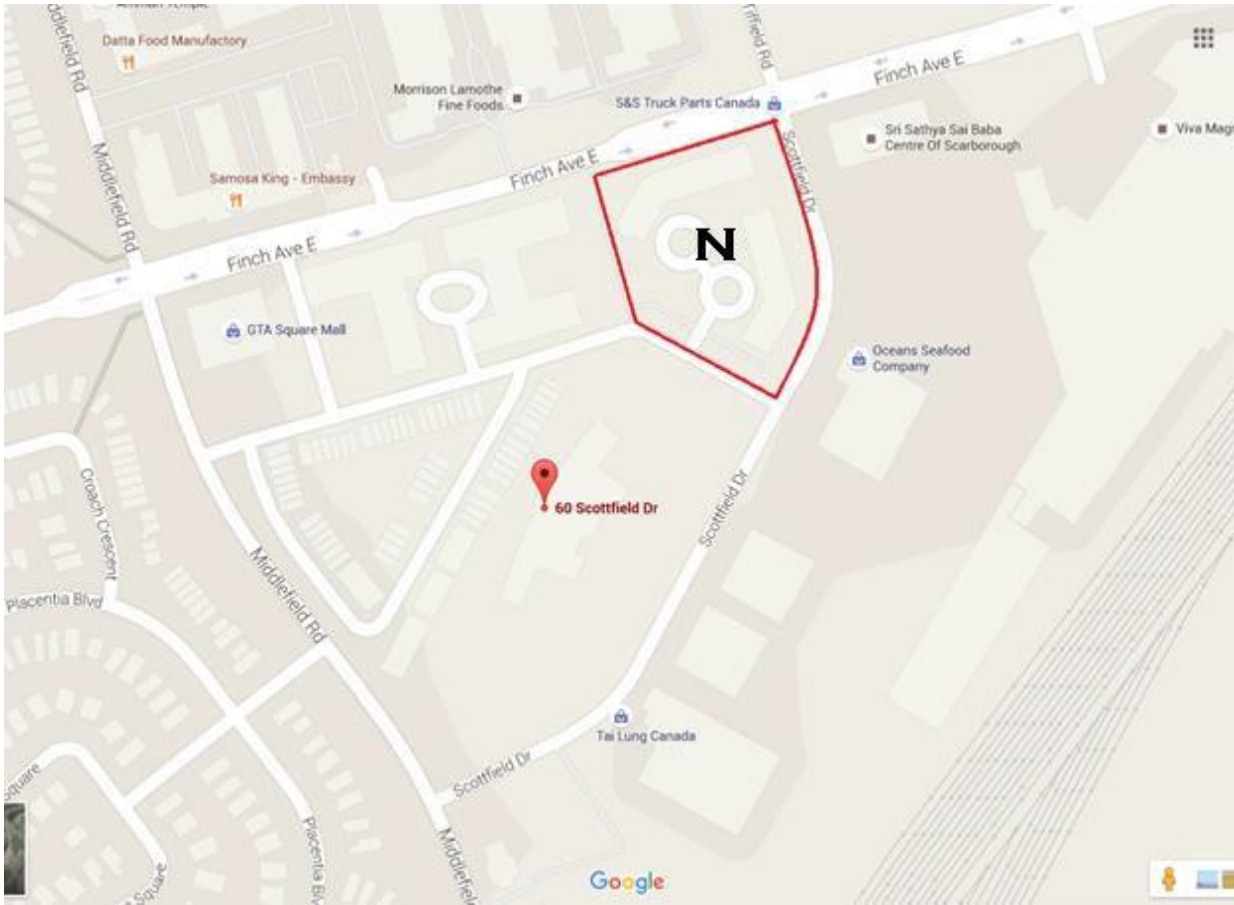 Datta Food Manufactory
Middlefield Rd
Morrison Lamothe
Fine Foods
S&S Truck Parts Canada
Finch Ave E
Sri Sathya Sai Baba
Centre Of Scarborough
Viva
Middlefield Rd
Samosa King - Embassy
Finch Ave E
Scottfield Dr
N
Finch Ave E
GTA Square Mall
Oceans Seafood
Company
Croach Crescent
60 Scottfield Dr
Scottfield Dr
Placentia Blvd
Middlefield Rd
Tai Lung Canada
Scottfield Dr
Square
Placentia
Square
Google